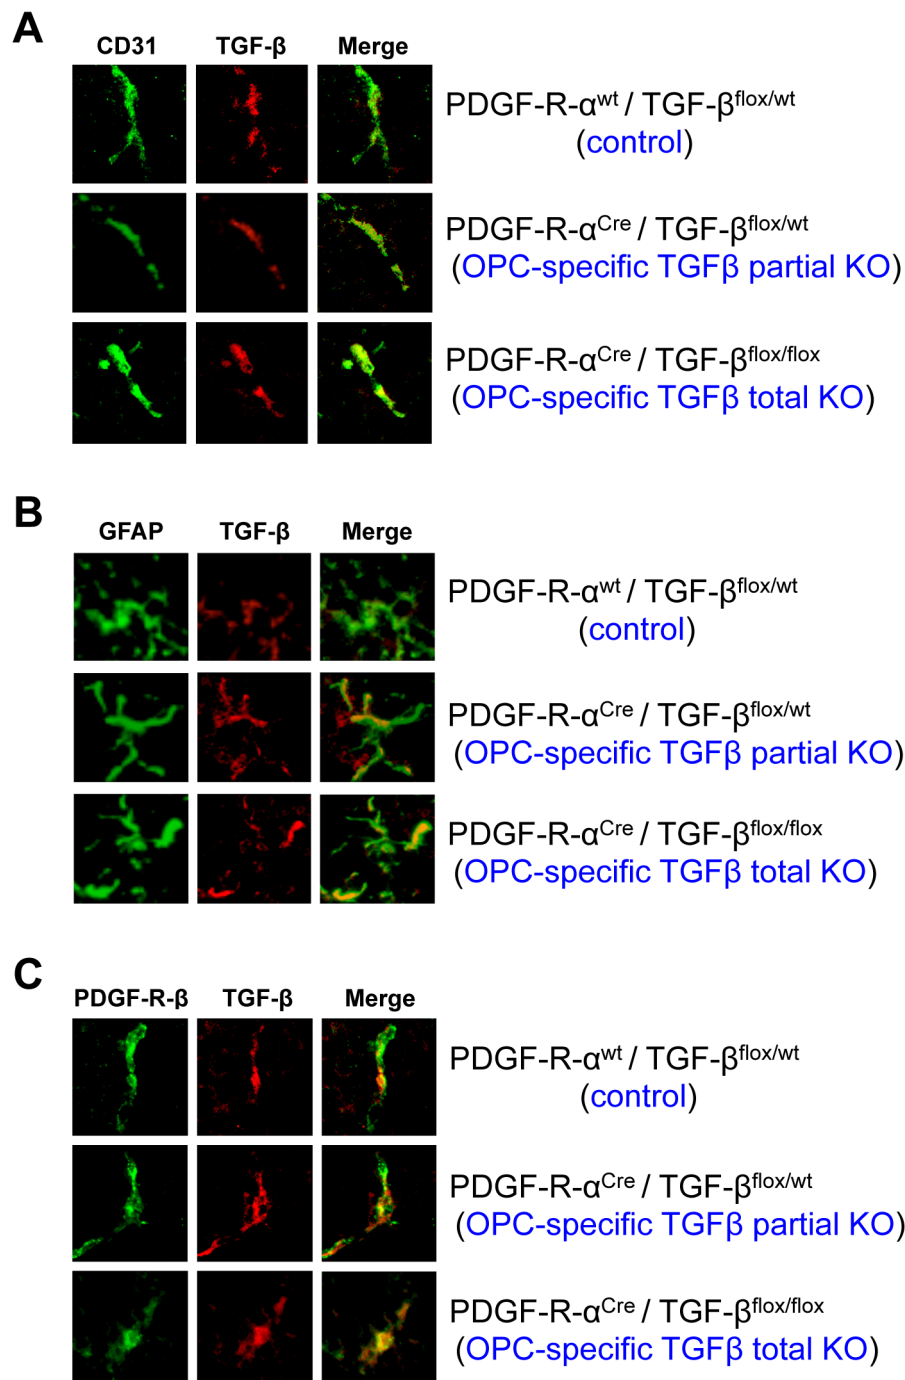 A
CD31 TGF-β Merge
PDGF-R-αwt / TGF-βflox/wt
(control)
PDGF-R-αCre / TGF-βflox/wt
(OPC-specific TGFβ partial KO)
PDGF-R-αCre / TGF-βflox/flox
(OPC-specific TGFβ total KO)
B
GFAP TGF-β Merge
PDGF-R-αwt / TGF-βflox/wt
(control)
PDGF-R-αCre / TGF-βflox/wt
(OPC-specific TGFβ partial KO)
PDGF-R-αCre / TGF-βflox/flox
(OPC-specific TGFβ total KO)
C
PDGF-R-β TGF-β Merge
PDGF-R-αwt / TGF-βflox/wt
(control)
PDGF-R-αCre / TGF-βflox/wt
(OPC-specific TGFβ partial KO)
PDGF-R-αCre / TGF-βflox/flox
(OPC-specific TGFβ total KO)